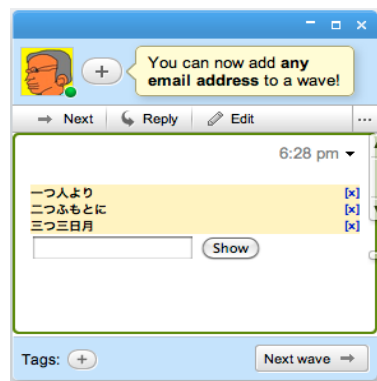 You can now add any
email address to a wave!
Next Reply Edit ...
6:28 pm
一つ人より [x]
二つふもとに [x]
三つ三日月 [x]
Show
Tags: +
Next wave